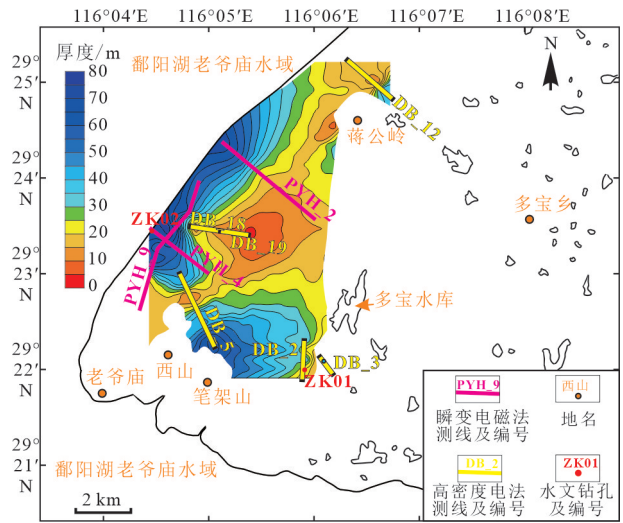 116°04′E 116°05′E 116°06′E 116°07′E 116°08′E
厚度/m
80
70
60
50
40
30
20
10
0
鄱阳湖老爷庙水域
N
29°
25′
N
29°
24′
N
29°
23′
N
29°
22′
N
29°
21′
N
DB_12
蒋公岭
PYH_2
多宝乡
ZK02
DB_18
DB_19
PYH_9
PYH_4
多宝水库
DB_5
DB_2
DB_3
ZK01
西山
老爷庙
笔架山
鄱阳湖老爷庙水域
2 km
PYH_9
瞬变电磁法
测线及编号
西山
地名
DB_2
高密度电法
测线及编号
ZK01
水文钻孔
及编号